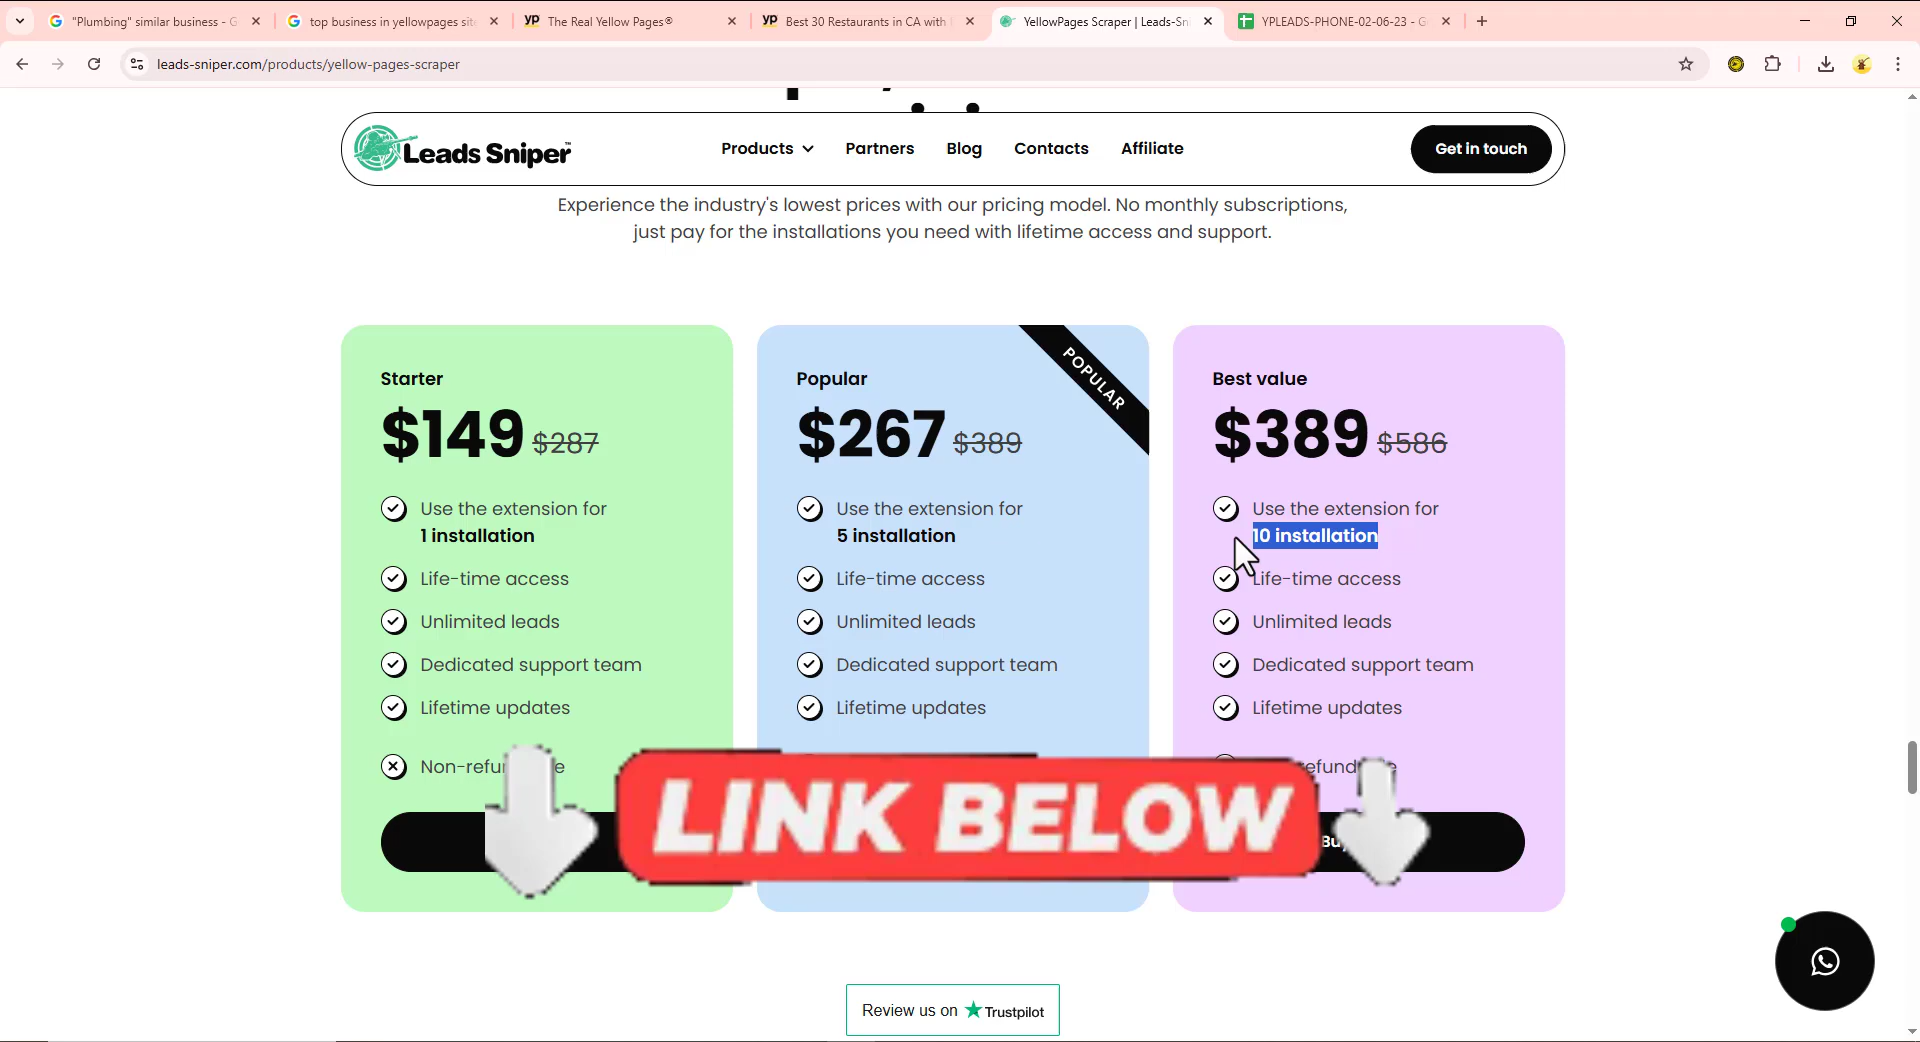 "Plumbing" similar business - G
top business in yellowpages site
The Real Yellow Pages®
Best 30 Restaurants in CA with
YellowPages Scraper | Leads-Sni
YPLEADS-PHONE-02-06-23 - G
leads-sniper.com/products/yellow-pages-scraper
Leads Sniper
Products
Partners
Blog
Contacts
Affiliate
Get in touch
Experience the industry's lowest prices with our pricing model. No monthly subscriptions,
just pay for the installations you need with lifetime access and support.
Starter
$149 $287
Use the extension for
1 installation
Life-time access
Unlimited leads
Dedicated support team
Lifetime updates
POPULAR
Popular
$267 $389
Use the extension for
5 installation
Life-time access
Unlimited leads
Dedicated support team
Lifetime updates
Best value
$389 $586
Use the extension for
10 installation
Life-time access
Unlimited leads
Dedicated support team
Lifetime updates
LINK BELOW
Review us on Trustpilot